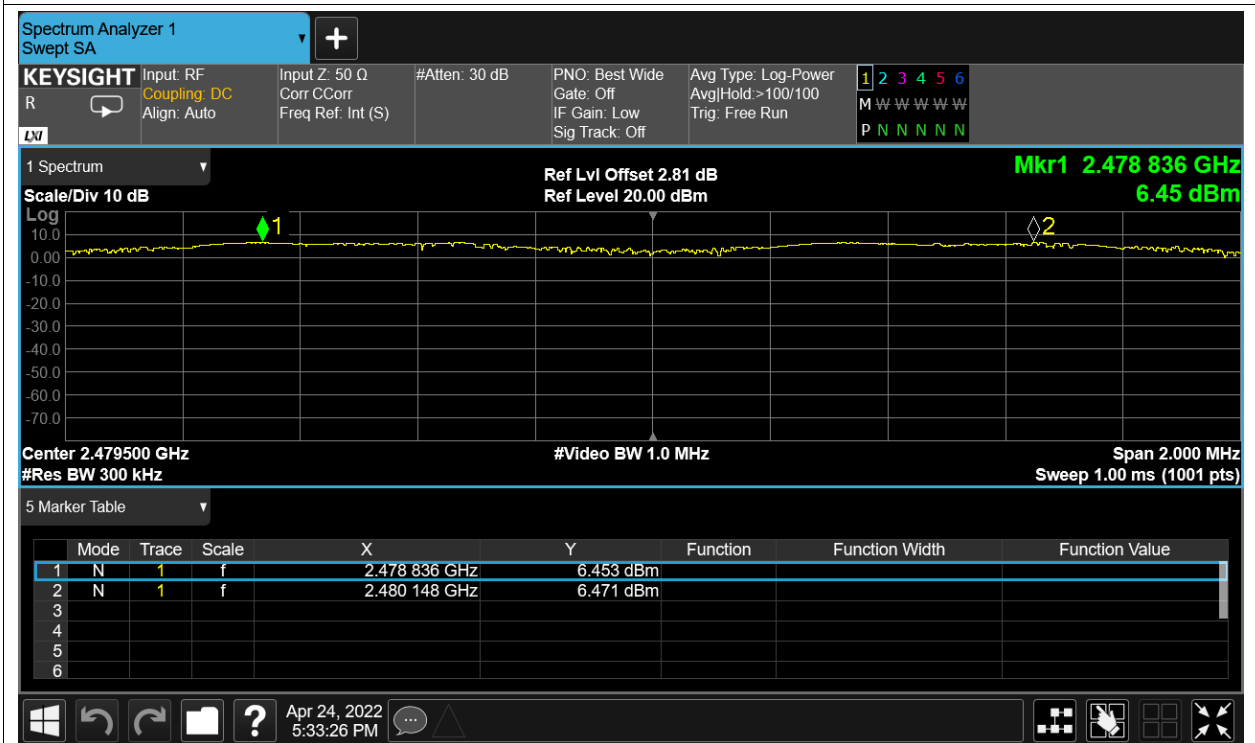 Spectrum Analyzer 1
Swept SA
KEYSIGHT
R
LXI
Input: RF
Coupling: DC
Align: Auto
Input Z: 50 Ω
Corr CCorr
Freq Ref: Int (S)
#Atten: 30 dB
PNO: Best Wide
Gate: Off
IF Gain: Low
Sig Track: Off
Avg Type: Log-Power
Avg|Hold:>100/100
Trig: Free Run
1 2 3 4 5 6
M W W W W W
P N N N N N
1 Spectrum
Scale/Div 10 dB
Ref Lvl Offset 2.81 dB
Ref Level 20.00 dBm
Mkr1 2.478 836 GHz
6.45 dBm
Log
1
2
10.0
0.00
-10.0
-20.0
-30.0
-40.0
-50.0
-60.0
-70.0
Center 2.479500 GHz
#Video BW 1.0 MHz
Span 2.000 MHz
#Res BW 300 kHz
Sweep 1.00 ms (1001 pts)
5 Marker Table
Mode Trace Scale X Y Function Function Width Function Value
1 N 1 f 2.478 836 GHz 6.453 dBm
2 N 1 f 2.480 148 GHz 6.471 dBm
3
4
5
6
?
Apr 24, 2022
5:33:26 PM